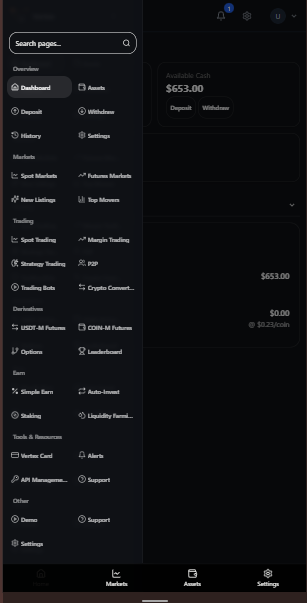 1
U
Search pages...
Overview
Dashboard Assets
Deposit Withdraw
History Settings
Available Cash
$653.00
Deposit Withdraw
Markets
Spot Markets Futures Markets
New Listings Top Movers
Trading
Spot Trading Margin Trading
Strategy Trading P2P
Trading Bots Crypto Convert...
$653.00
Derivatives
USDT-M Futures COIN-M Futures
$0.00
@ $0.23/coin
Options Leaderboard
Earn
Simple Earn Auto-Invest
Staking Liquidity Farmi...
Tools & Resources
Vertex Card Alerts
API Manageme... Support
Other
Demo Support
Settings
Markets Assets Settings